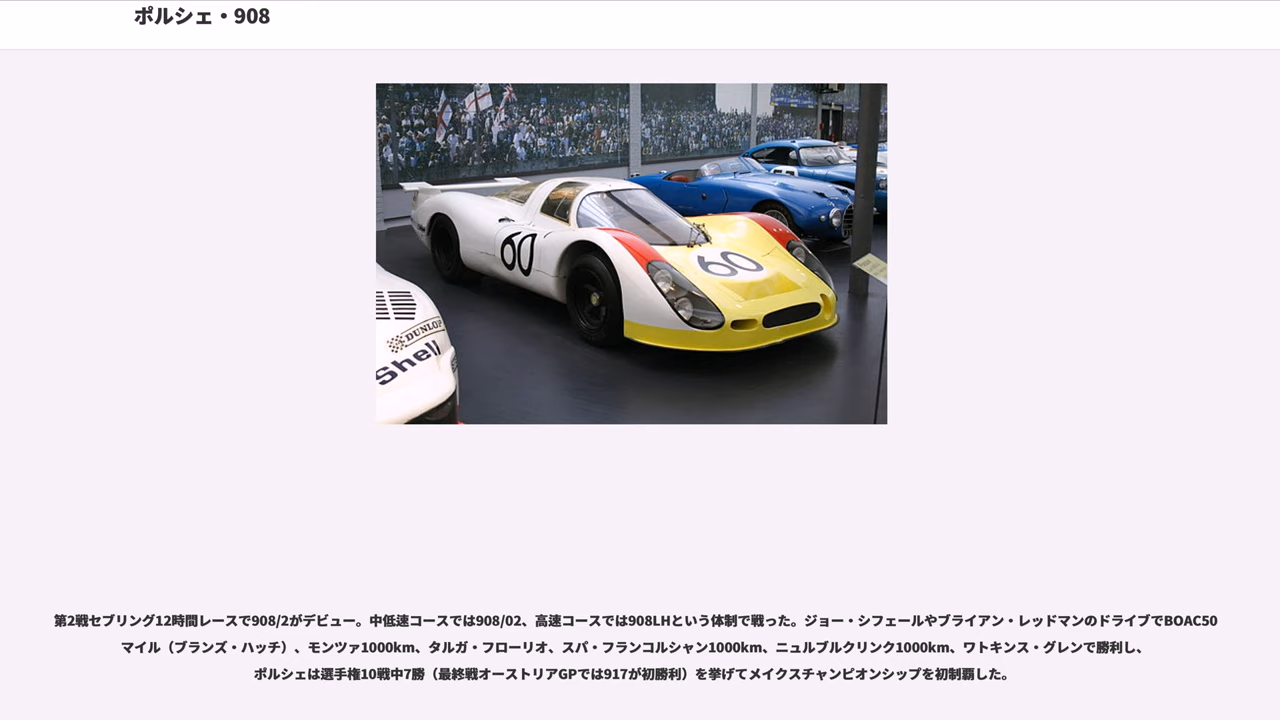 ポルシェ・908
60
60
DUNLOP
Shell
第2戦セブリング12時間レースで908/2がデビュー。中低速コースでは908/02、高速コースでは908LHという体制で戦った。ジョー・シフェールやブライアン・レッドマンのドライブでBOAC50
マイル（ブランズ・ハッチ）、モンツァ1000km、タルガ・フローリオ、スパ・フランコルシャン1000km、ニュルブルクリンク1000km、ワトキンス・グレンで勝利し、
ポルシェは選手権10戦中7勝（最終戦オーストリアGPでは917が初勝利）を挙げてメイクスチャンピオンシップを初制覇した。